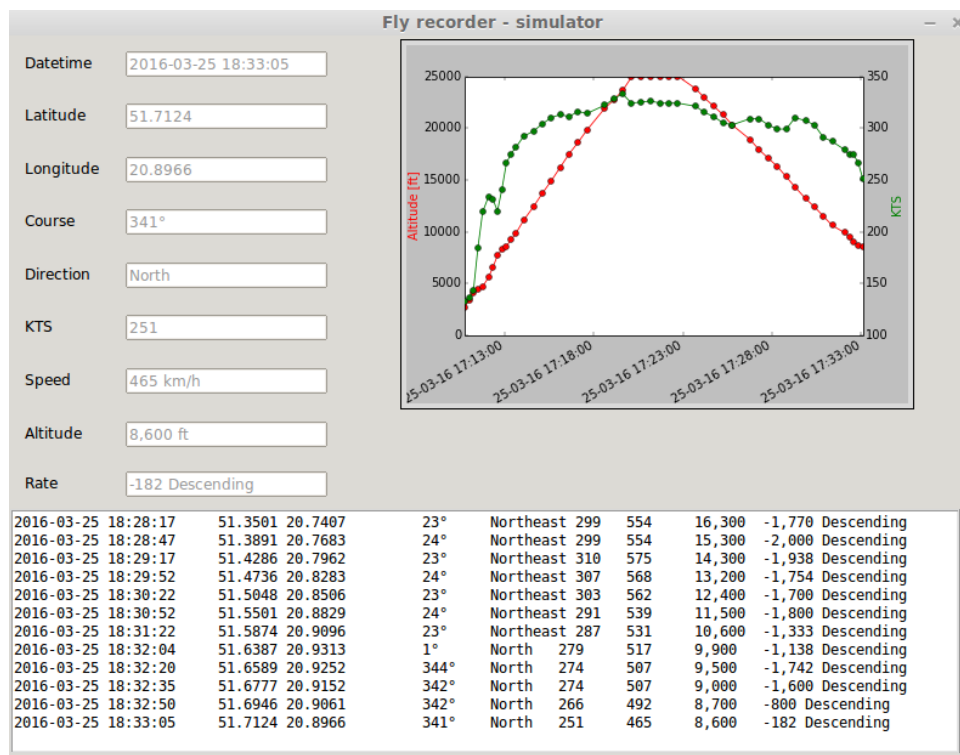 Fly recorder - simulator
Datetime 2016-03-25 18:33:05
Latitude 51.7124
Longitude 20.8966
Course 341°
Direction North
KTS 251
Speed 465 km/h
Altitude 8,600 ft
Rate -182 Descending
25000 350
20000 300
15000 250
10000 200
5000 150
0 100
Altitude [ft]
KTS
25-03-16 17:13:00 25-03-16 17:18:00 25-03-16 17:23:00 25-03-16 17:28:00 25-03-16 17:33:00
2016-03-25 18:28:17 51.3501 20.7407 23° Northeast 299 554 16,300 -1,770 Descending
2016-03-25 18:28:47 51.3891 20.7683 24° Northeast 299 554 15,300 -2,000 Descending
2016-03-25 18:29:17 51.4286 20.7962 23° Northeast 310 575 14,300 -1,938 Descending
2016-03-25 18:29:52 51.4736 20.8283 24° Northeast 307 568 13,200 -1,754 Descending
2016-03-25 18:30:22 51.5048 20.8506 23° Northeast 303 562 12,400 -1,700 Descending
2016-03-25 18:30:52 51.5501 20.8829 24° Northeast 291 539 11,500 -1,800 Descending
2016-03-25 18:31:22 51.5874 20.9096 23° Northeast 287 531 10,600 -1,333 Descending
2016-03-25 18:32:04 51.6387 20.9313 1° North 279 517 9,900 -1,138 Descending
2016-03-25 18:32:20 51.6589 20.9252 344° North 274 507 9,500 -1,742 Descending
2016-03-25 18:32:35 51.6777 20.9152 342° North 274 507 9,000 -1,600 Descending
2016-03-25 18:32:50 51.6946 20.9061 342° North 266 492 8,700 -800 Descending
2016-03-25 18:33:05 51.7124 20.8966 341° North 251 465 8,600 -182 Descending